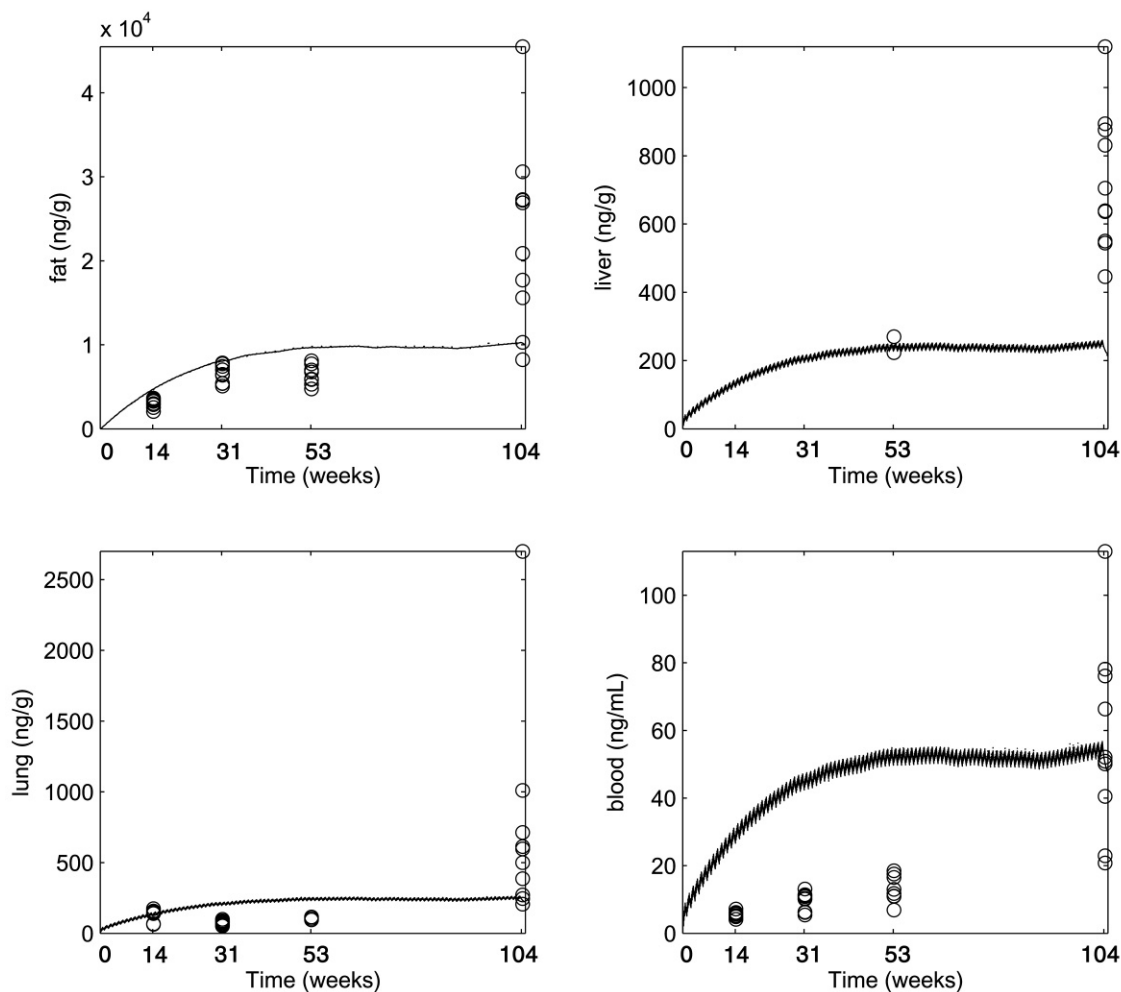 x 10⁴
4
3
2
1
0
fat (ng/g)
0 14 31 53 104
Time (weeks)
1000
800
600
400
200
0
liver (ng/g)
0 14 31 53 104
Time (weeks)
2500
2000
1500
1000
500
0
lung (ng/g)
0 14 31 53 104
Time (weeks)
100
80
60
40
20
0
blood (ng/mL)
0 14 31 53 104
Time (weeks)